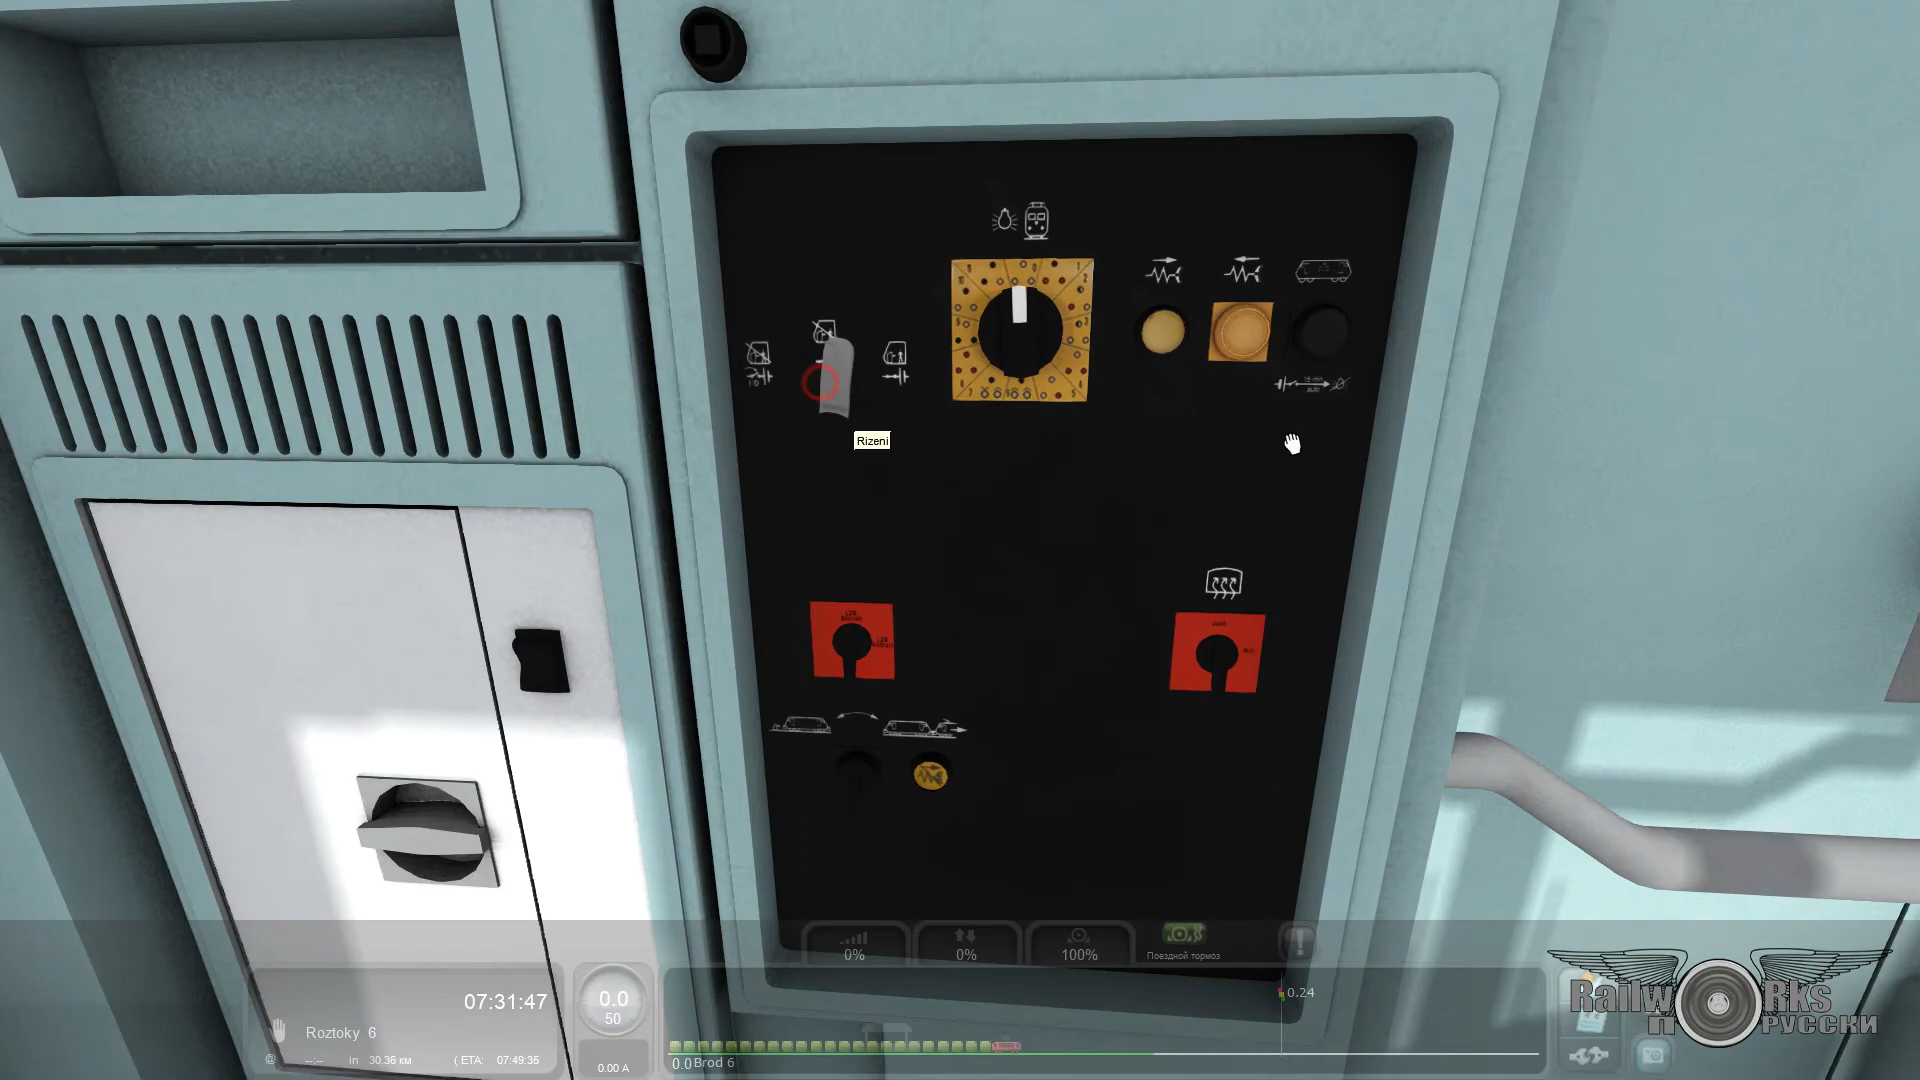 Rizeni
0% 0% 100% Поездной тормоз
07:31:47 0.0 0.24
50
Roztoky 6
@ --:-- in 30.36 км ( ETA: 07:49:35 0.00 A 0.0 Brod 6
RailwоRks
по РУССКИ